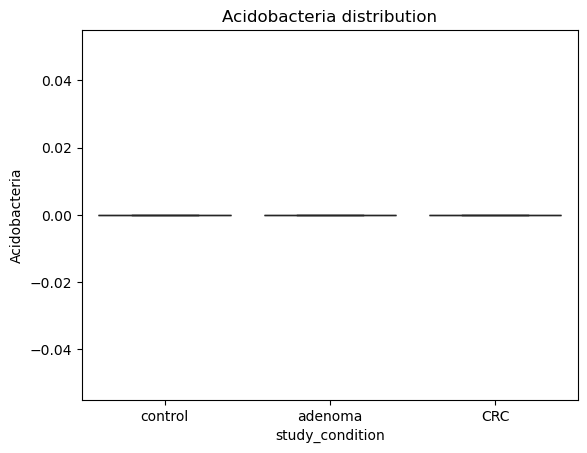 Acidobacteria distribution
Acidobacteria
0.04
0.02
0.00
−0.02
−0.04
control adenoma CRC
study_condition